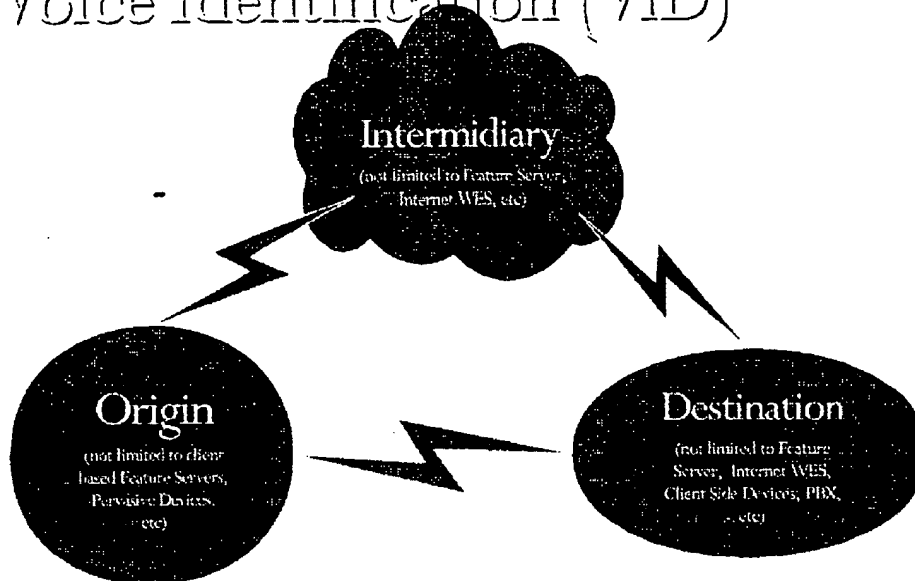 Voice Identification (VID)
Intermidiary
(not limited to Feature Server,
Internet WES, etc)
Origin
(not limited to client
based Feature Servers,
Pervisive Devices,
etc)
Destination
(not limited to Feature
Server, Internet WES,
Client Side Devices, PBX,
etc)